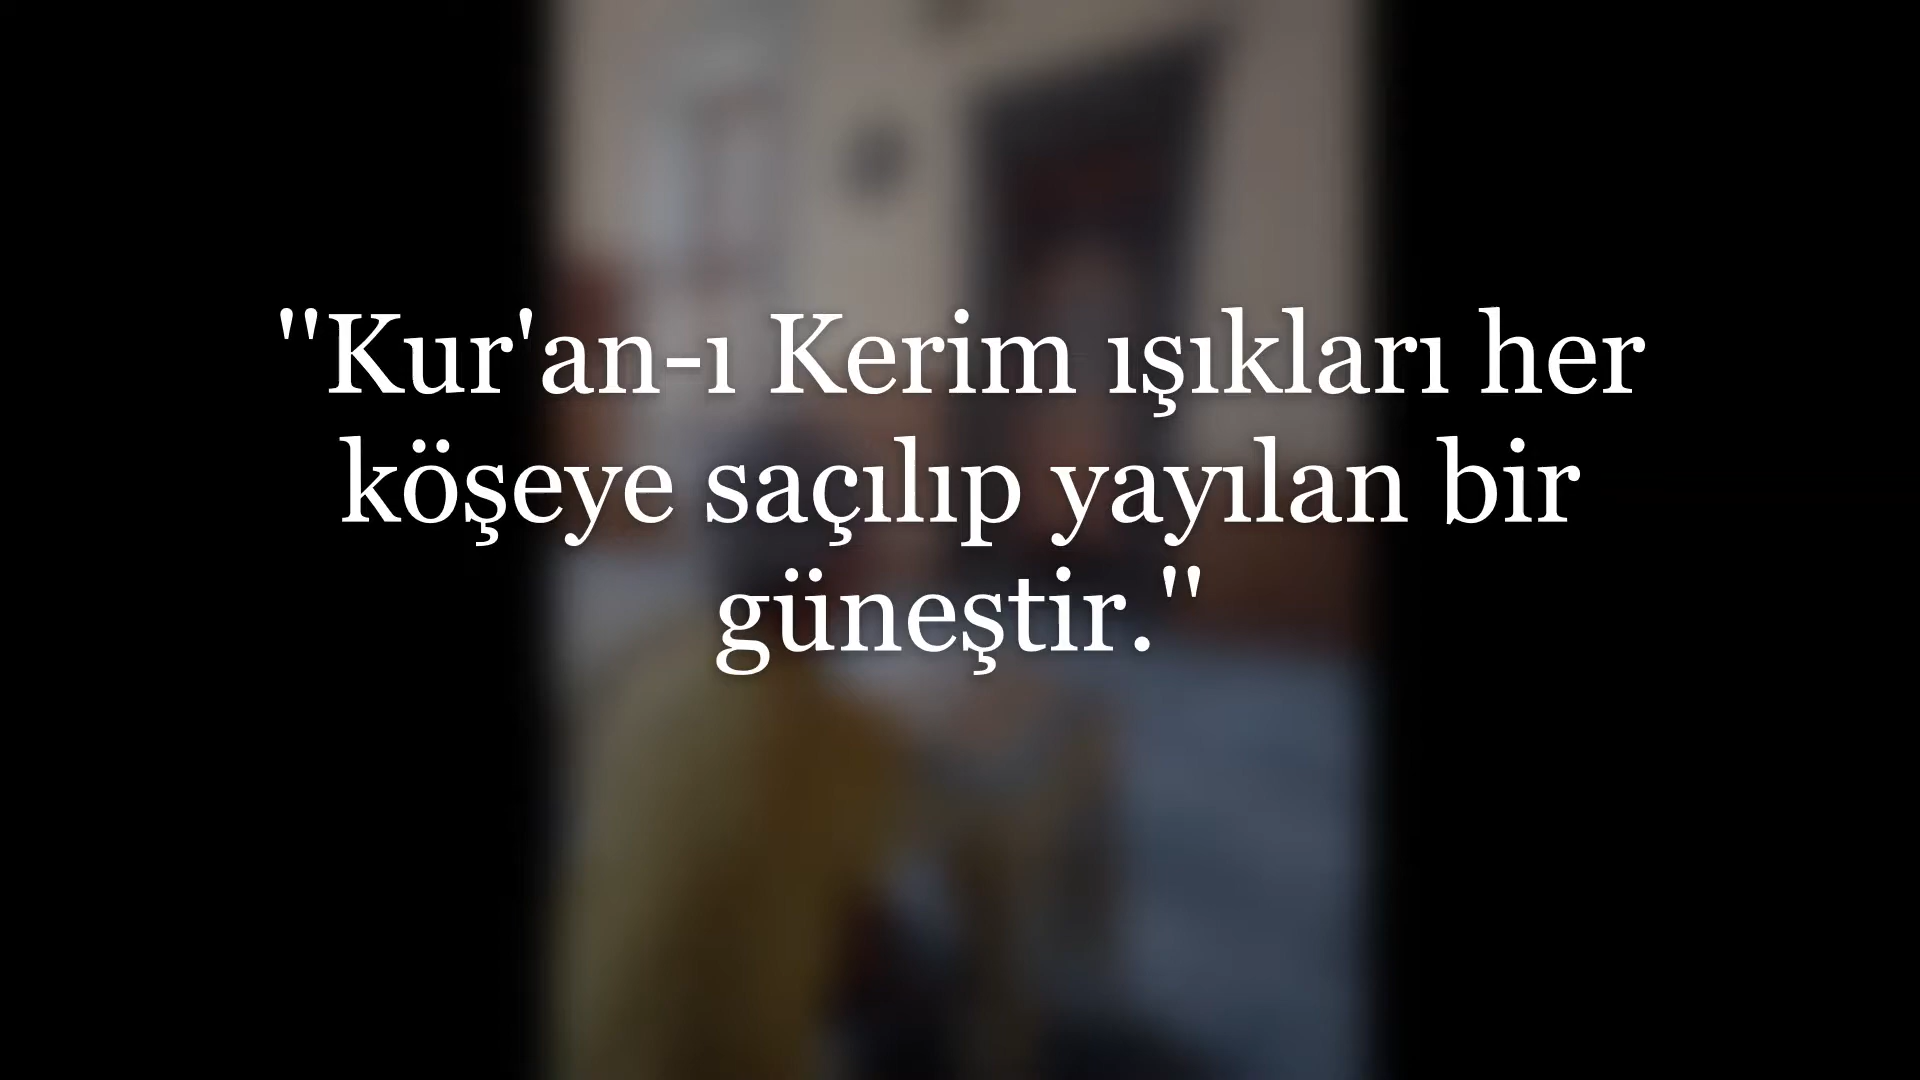 "Kur'an-ı Kerim ışıkları her
köşeye saçılıp yayılan bir
güneştir."